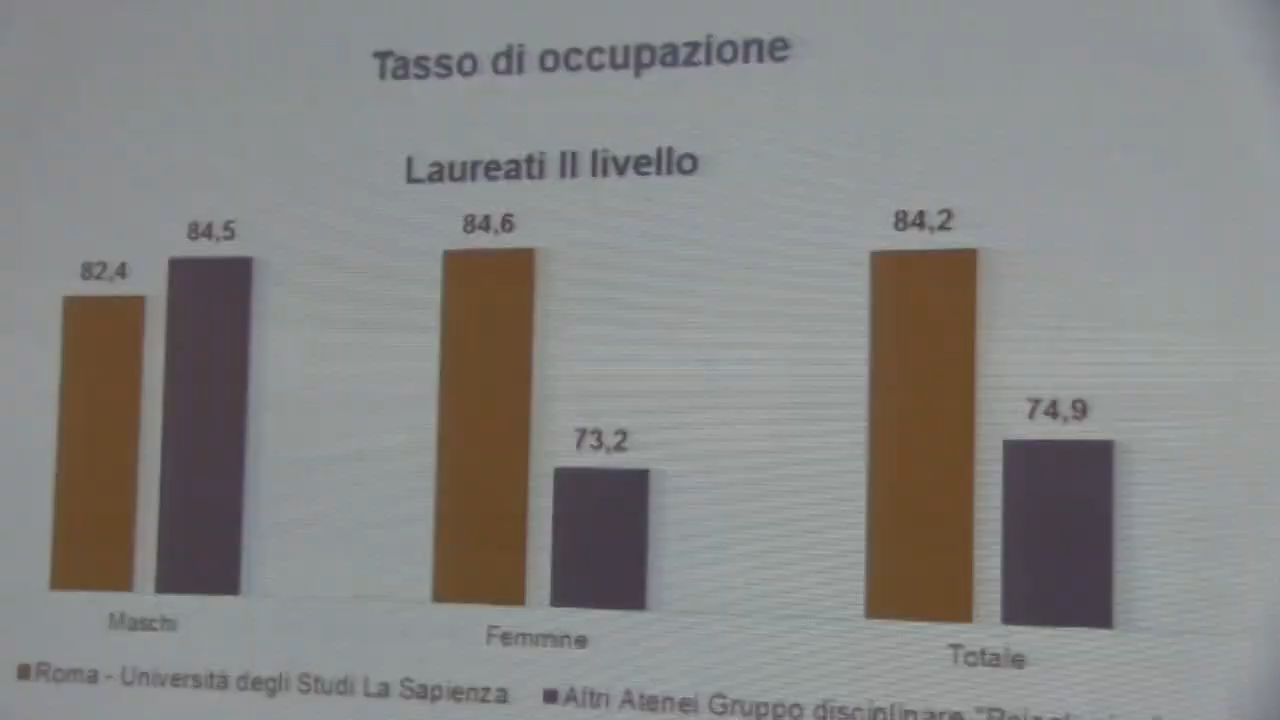 Tasso di occupazione
Laureati II livello
82,4 84,5 84,6 73,2 84,2 74,9
Maschi Femmine Totale
Roma - Università degli Studi La Sapienza Altri Atenei Gruppo disciplinare